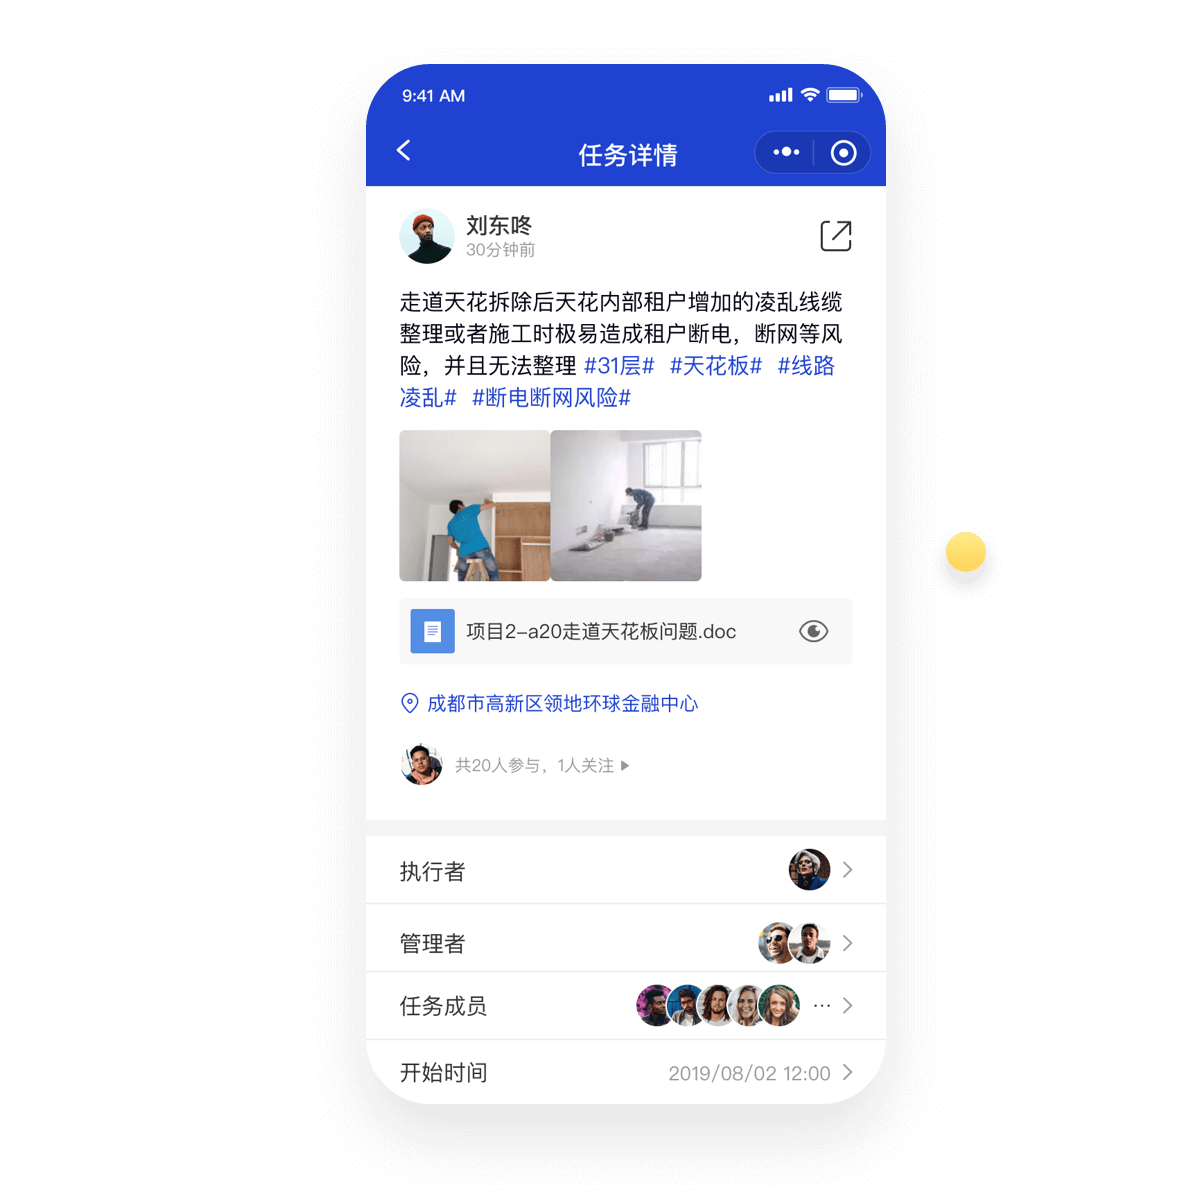 9:41 AM
任务详情
刘东咚
30分钟前
走道天花拆除后天花内部租户增加的凌乱线缆
整理或者施工时极易造成租户断电，断网等风
险，并且无法整理 #31层# #天花板# #线路
凌乱# #断电断网风险#
项目2-a20走道天花板问题.doc
成都市高新区领地环球金融中心
共20人参与，1人关注
执行者
管理者
任务成员
开始时间 2019/08/02 12:00